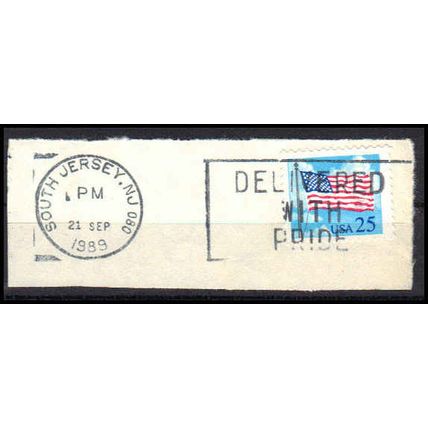 SOUTH JERSEY, NJ 080
PM
21 SEP
1989
DELIVERED
WITH
PRIDE
USA 25